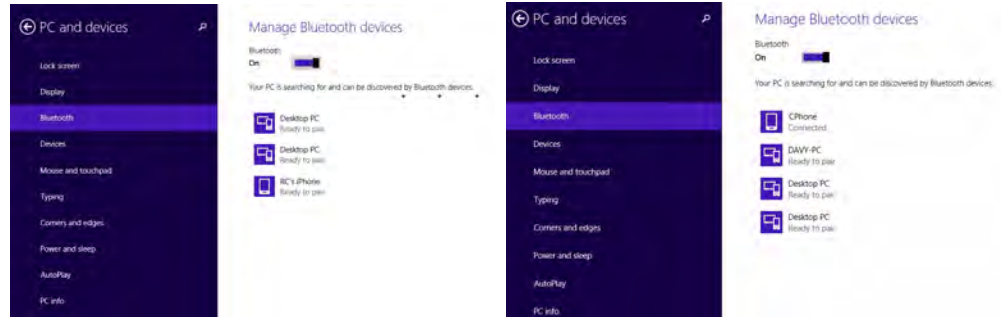 PC and devices
Lock screen
Display
Bluetooth
Devices
Mouse and touchpad
Typing
Corners and edges
Power and sleep
AutoPlay
PC info
Manage Bluetooth devices
Bluetooth
On
Your PC is searching for and can be discovered by Bluetooth devices.
Desktop PC
Ready to pair
Desktop PC
Ready to pair
RC's iPhone
Ready to pair
PC and devices
Lock screen
Display
Bluetooth
Devices
Mouse and touchpad
Typing
Corners and edges
Power and sleep
AutoPlay
PC info
Manage Bluetooth devices
Bluetooth
On
Your PC is searching for and can be discovered by Bluetooth devices.
CPhone
Connected
DAVY-PC
Ready to pair
Desktop PC
Ready to pair
Desktop PC
Ready to pair